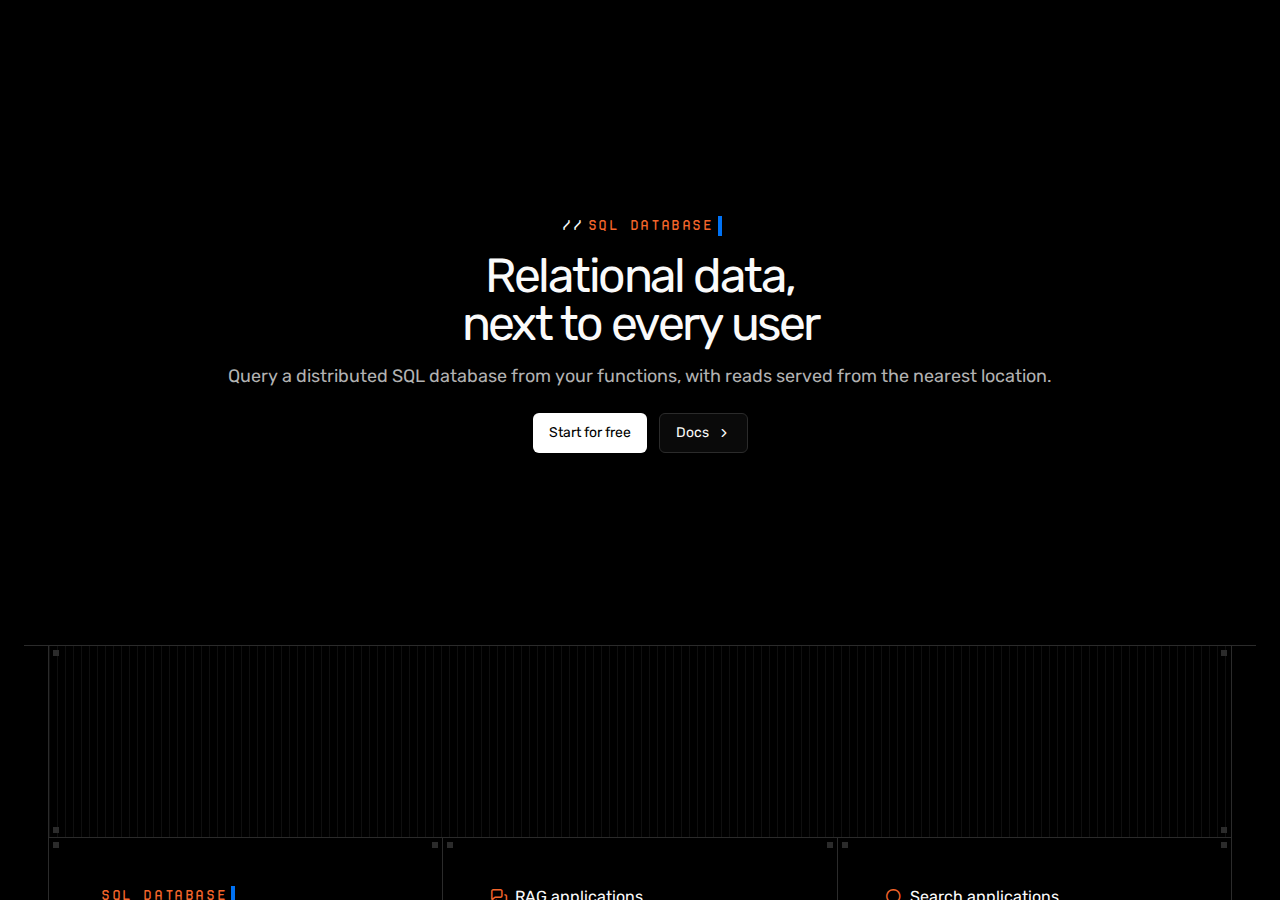 // SQL DATABASE
Relational data,
next to every user
Query a distributed SQL database from your functions, with reads served from the nearest location.
Start for free
Docs
SQL DATABASE
RAG applications
Search applications